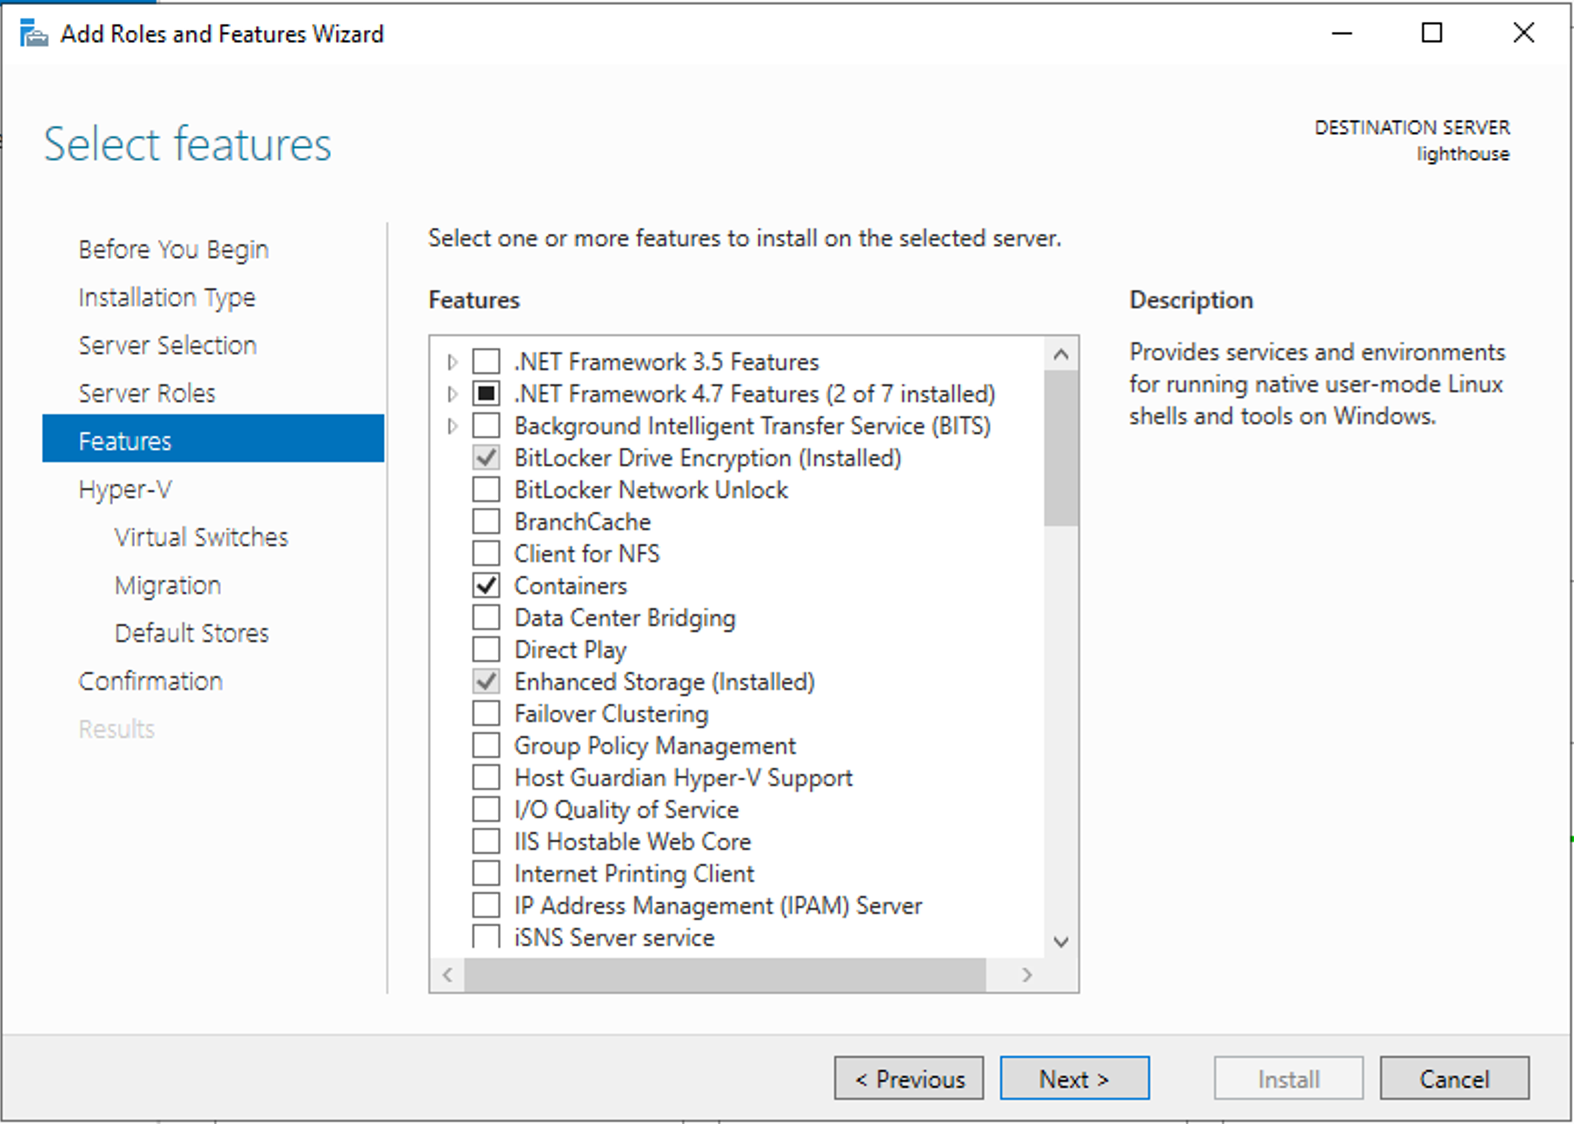 Add Roles and Features Wizard
Select features
DESTINATION SERVER
lighthouse
Before You Begin
Installation Type
Server Selection
Server Roles
Features
Hyper-V
Virtual Switches
Migration
Default Stores
Confirmation
Results
Select one or more features to install on the selected server.
Features
.NET Framework 3.5 Features
.NET Framework 4.7 Features (2 of 7 installed)
Background Intelligent Transfer Service (BITS)
BitLocker Drive Encryption (Installed)
BitLocker Network Unlock
BranchCache
Client for NFS
Containers
Data Center Bridging
Direct Play
Enhanced Storage (Installed)
Failover Clustering
Group Policy Management
Host Guardian Hyper-V Support
I/O Quality of Service
IIS Hostable Web Core
Internet Printing Client
IP Address Management (IPAM) Server
iSNS Server service
Description
Provides services and environments
for running native user-mode Linux
shells and tools on Windows.
< Previous
Next >
Install
Cancel